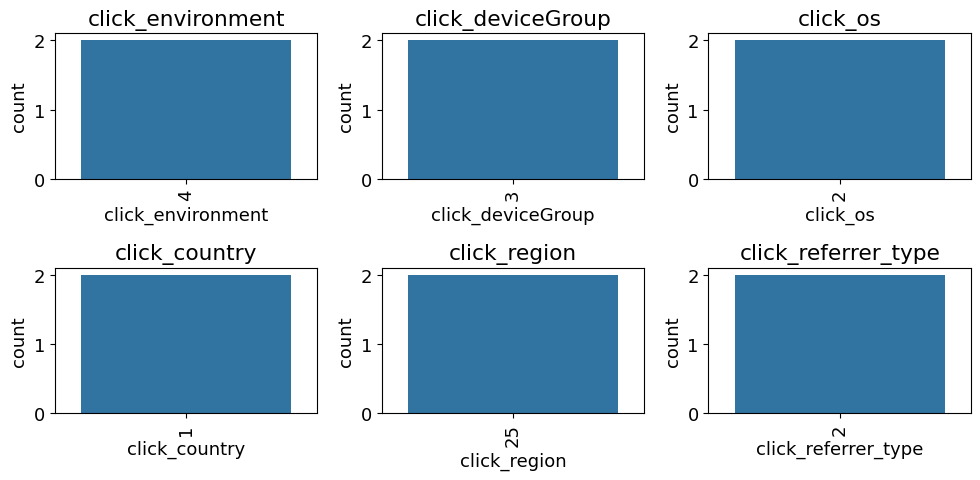 click_environment
2
1
0
count
4
click_environment
click_deviceGroup
2
1
0
count
3
click_deviceGroup
click_os
2
1
0
count
2
click_os
click_country
2
1
0
count
1
click_country
click_region
2
1
0
count
25
click_region
click_referrer_type
2
1
0
count
2
click_referrer_type